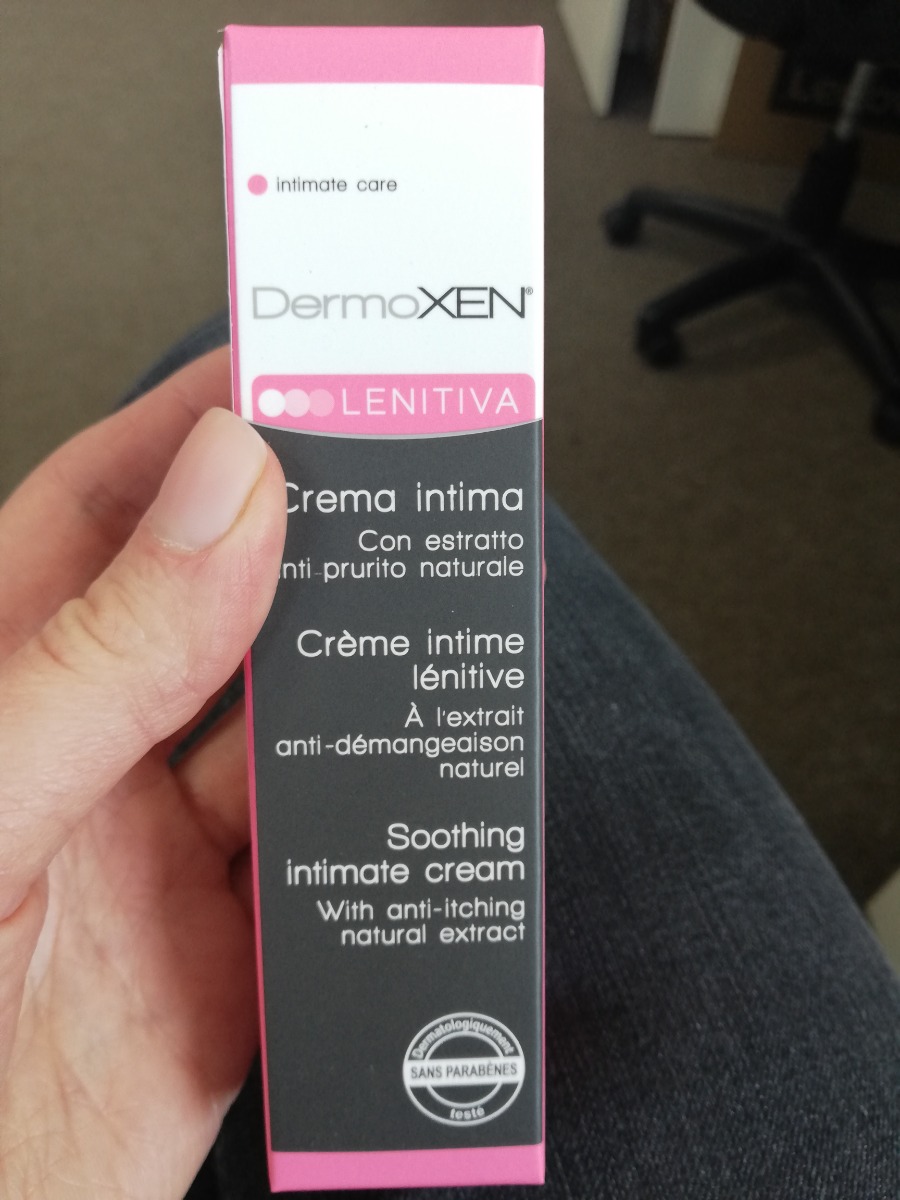 intimate care
DermoXEN®
LENITIVA
Crema intima
Con estratto
prurito naturale
Crème intime
lénitive
À l'extrait
anti-démangeaison
naturel
Soothing
intimate cream
With anti-itching
natural extract
Dermatologiquement
SANS PARABÈNES
testé